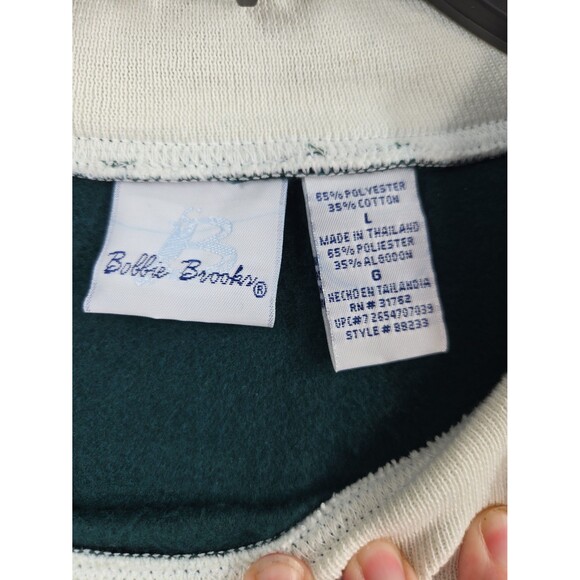 B
Bobbie Brooks®
65% POLYESTER
35% COTTON
L
MADE IN THAILAND
65% POLIESTER
35% ALGODON
G
HECHO EN TAILANDIA
RN # 31762
UPC#7 2654707039
STYLE # 88233